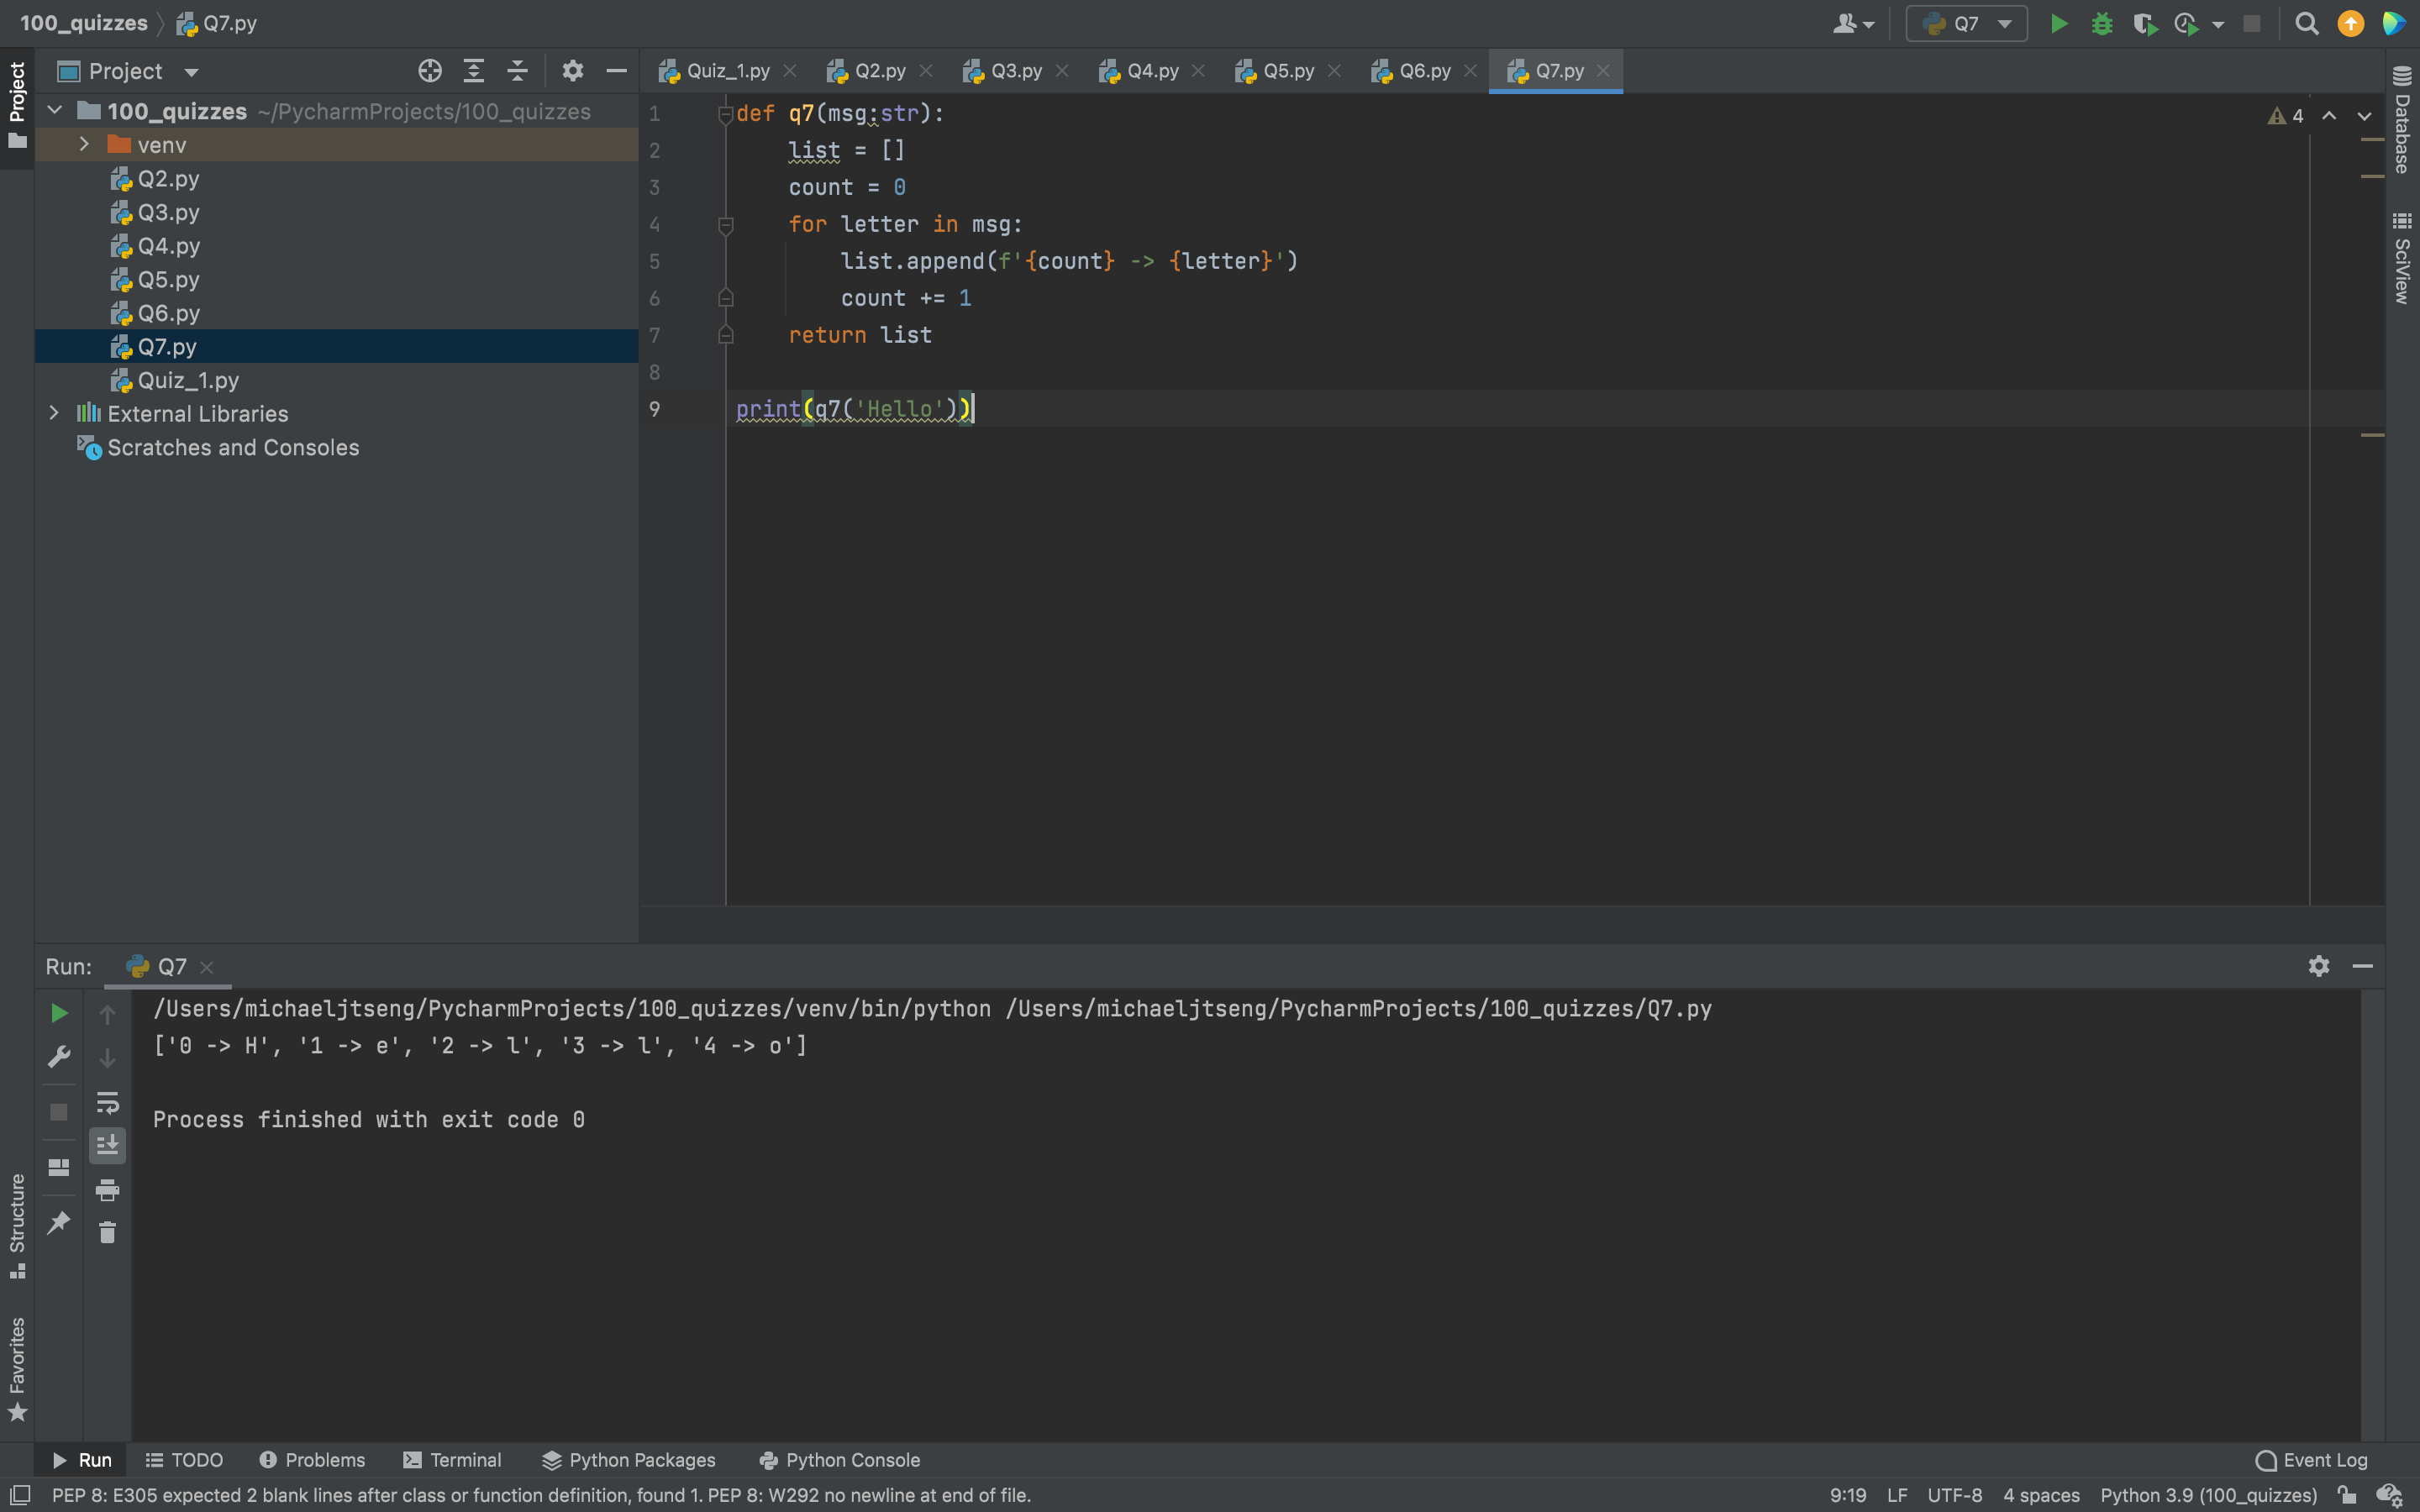 100_quizzes Q7.py
Q7
Project
Quiz_1.py Q2.py Q3.py Q4.py Q5.py Q6.py Q7.py
Project
100_quizzes ~/PycharmProjects/100_quizzes
venv
Q2.py
Q3.py
Q4.py
Q5.py
Q6.py
Q7.py
Quiz_1.py
External Libraries
Scratches and Consoles
1 def q7(msg:str):
2     list = []
3     count = 0
4     for letter in msg:
5         list.append(f'{count} -> {letter}')
6         count += 1
7     return list
8
9 print(q7('Hello'))
4
Database
SciView
Run: Q7
/Users/michaeljtseng/PycharmProjects/100_quizzes/venv/bin/python /Users/michaeljtseng/PycharmProjects/100_quizzes/Q7.py
['0 -> H', '1 -> e', '2 -> l', '3 -> l', '4 -> o']
Process finished with exit code 0
Structure
Favorites
Run TODO Problems Terminal Python Packages Python Console Event Log
PEP 8: E305 expected 2 blank lines after class or function definition, found 1. PEP 8: W292 no newline at end of file. 9:19 LF UTF-8 4 spaces Python 3.9 (100_quizzes)